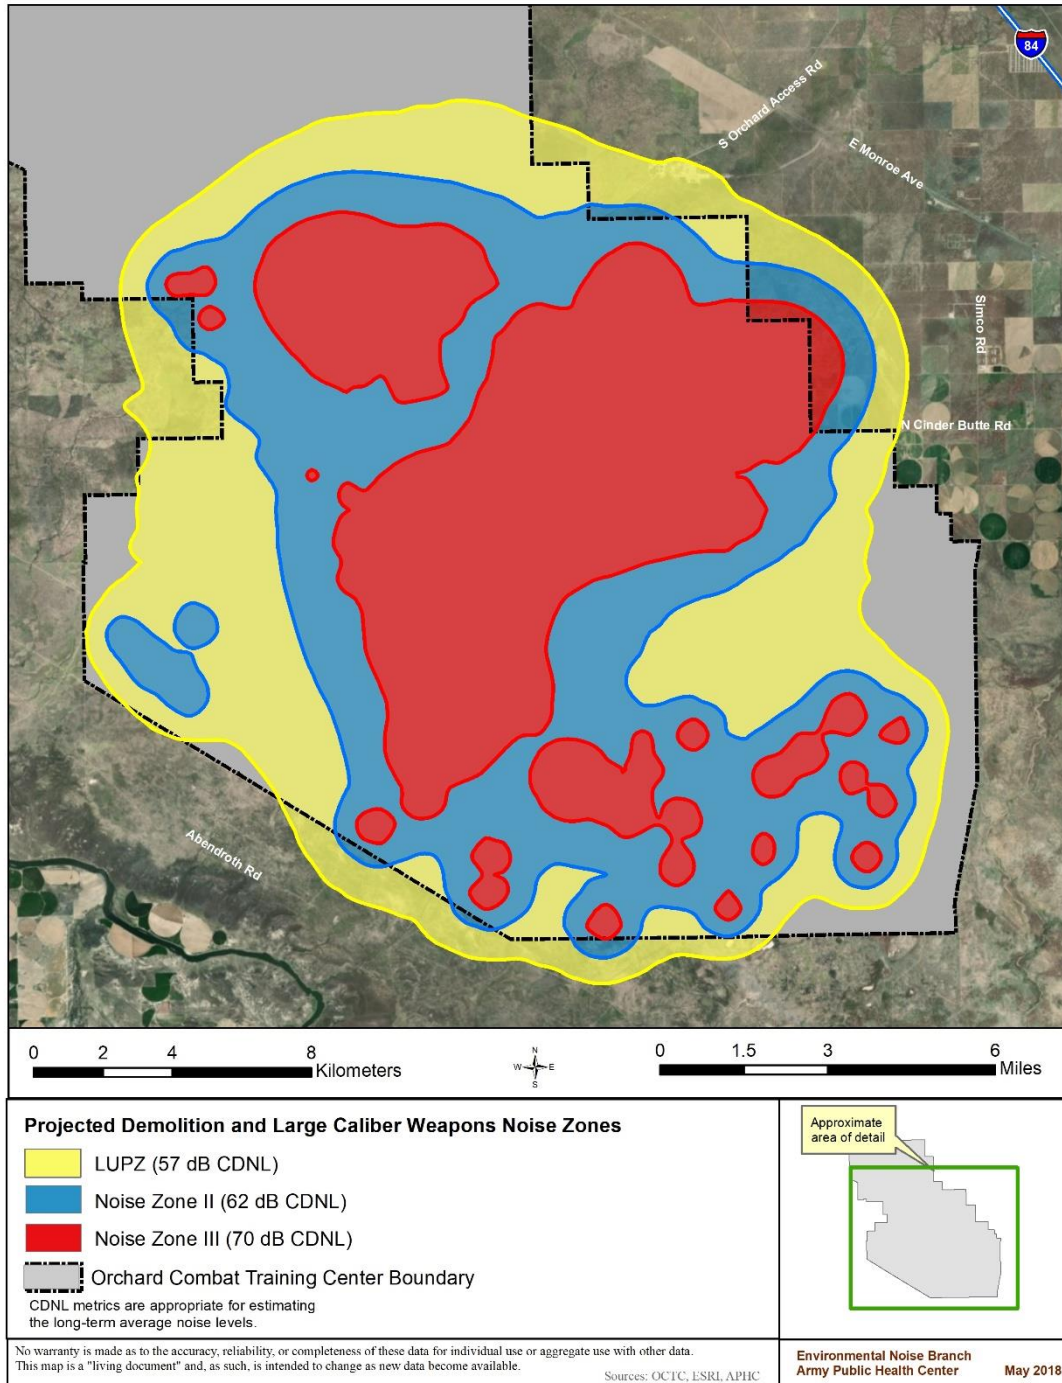 84
S Orchard Access Rd
E Monroe Ave
Simco Rd
N Cinder Butte Rd
Abendroth Rd
0 2 4 8
Kilometers
N
W E
S
0 1.5 3 6
Miles
Projected Demolition and Large Caliber Weapons Noise Zones
LUPZ (57 dB CDNL)
Noise Zone II (62 dB CDNL)
Noise Zone III (70 dB CDNL)
Orchard Combat Training Center Boundary
CDNL metrics are appropriate for estimating
the long-term average noise levels.
Approximate
area of detail
No warranty is made as to the accuracy, reliability, or completeness of these data for individual use or aggregate use with other data.
This map is a "living document" and, as such, is intended to change as new data become available.
Sources: OCTC, ESRI, APHC
Environmental Noise Branch
Army Public Health Center May 2018